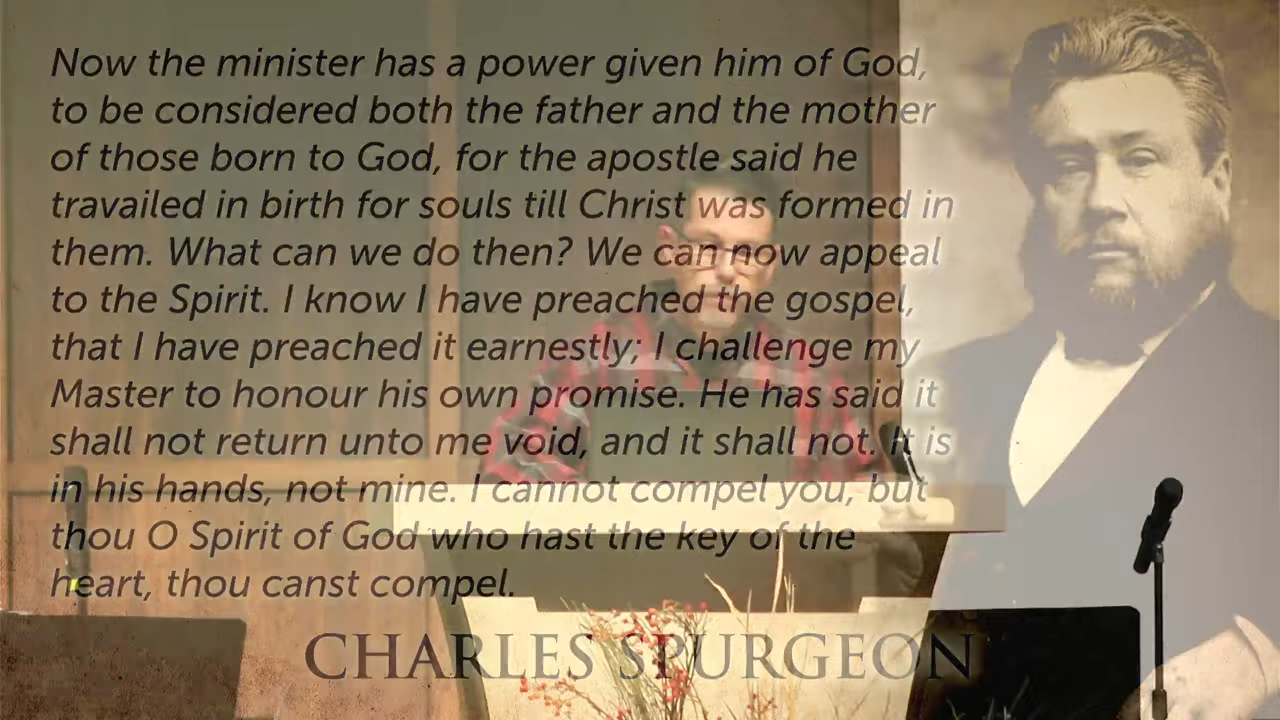 Now the minister has a power given him of God,
to be considered both the father and the mother
of those born to God, for the apostle said he
travailed in birth for souls till Christ was formed in
them. What can we do then? We can now appeal
to the Spirit. I know I have preached the gospel,
that I have preached it earnestly; I challenge my
Master to honour his own promise. He has said it
shall not return unto me void, and it shall not. It is
in his hands, not mine. I cannot compel you, but
thou O Spirit of God who hast the key of the
heart, thou canst compel.
CHARLES SPURGEON